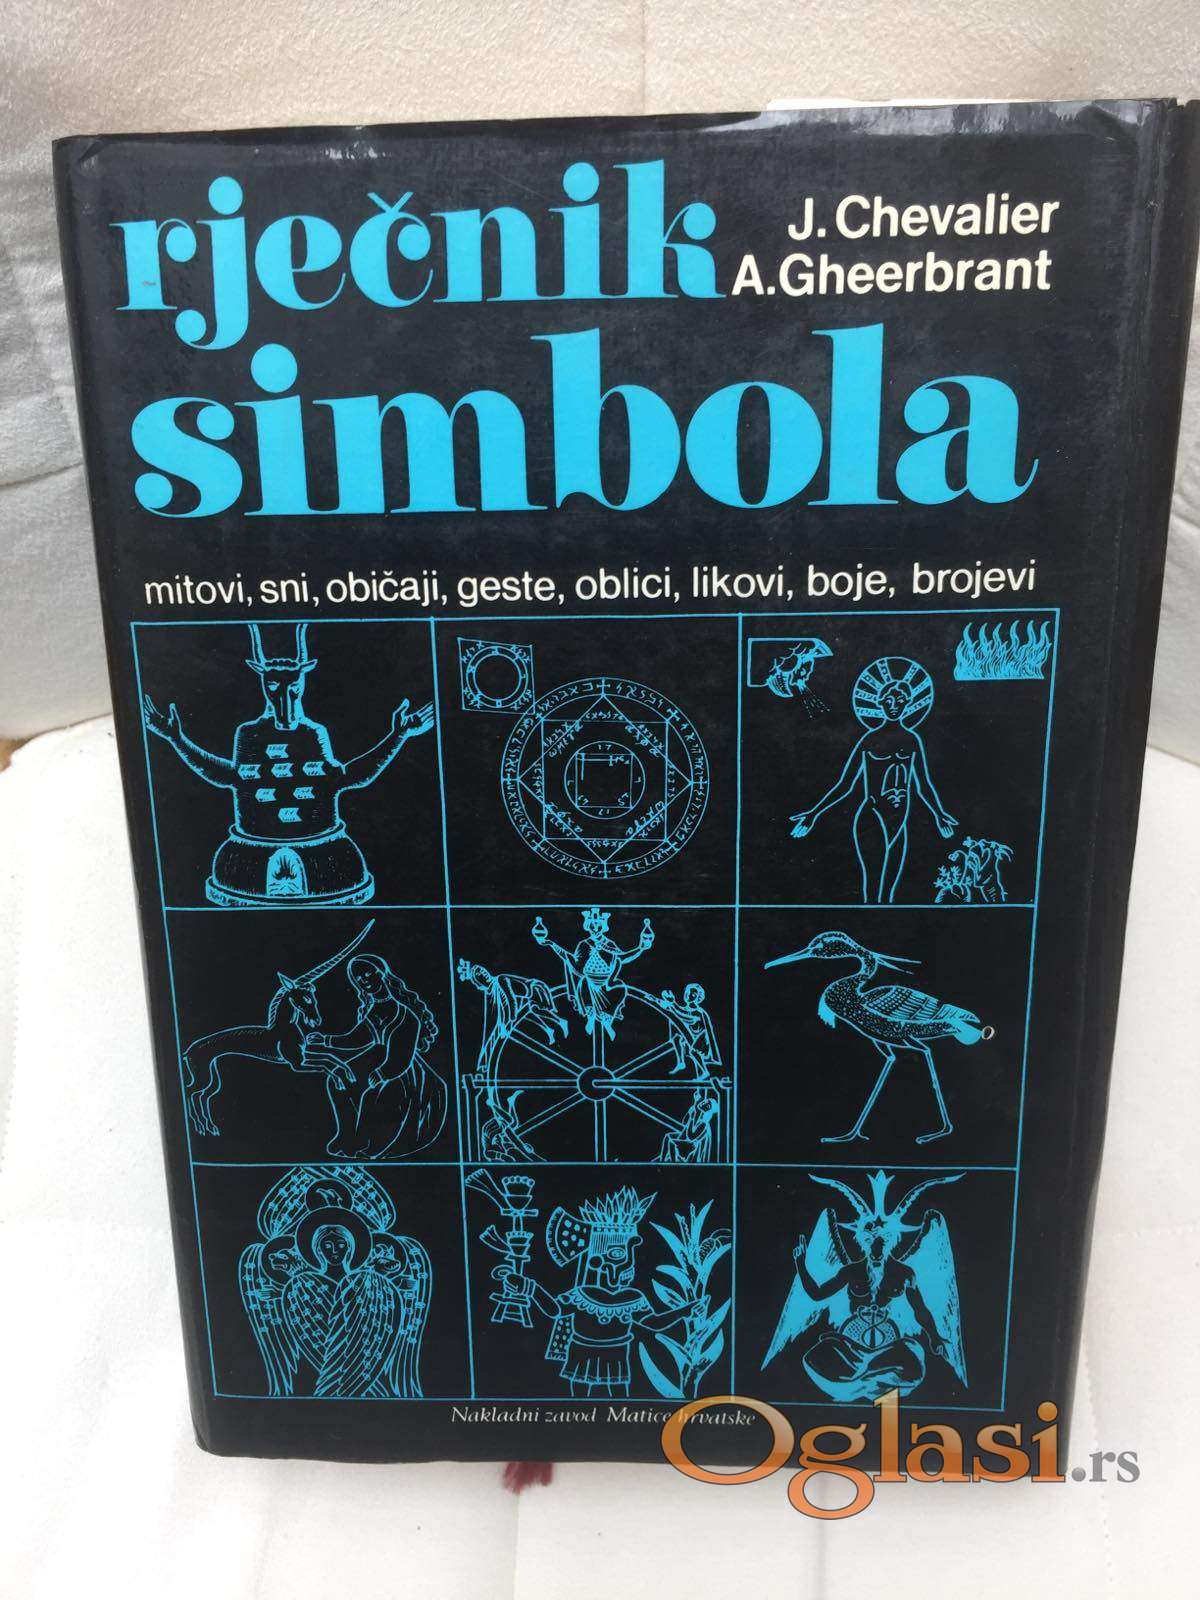 rječnik
J. Chevalier
A.Gheerbrant
simbola
mitovi, sni, običaji, geste, oblici, likovi, boje, brojevi
Nakladni zavod Matice hrvatske
Oglasi.rs